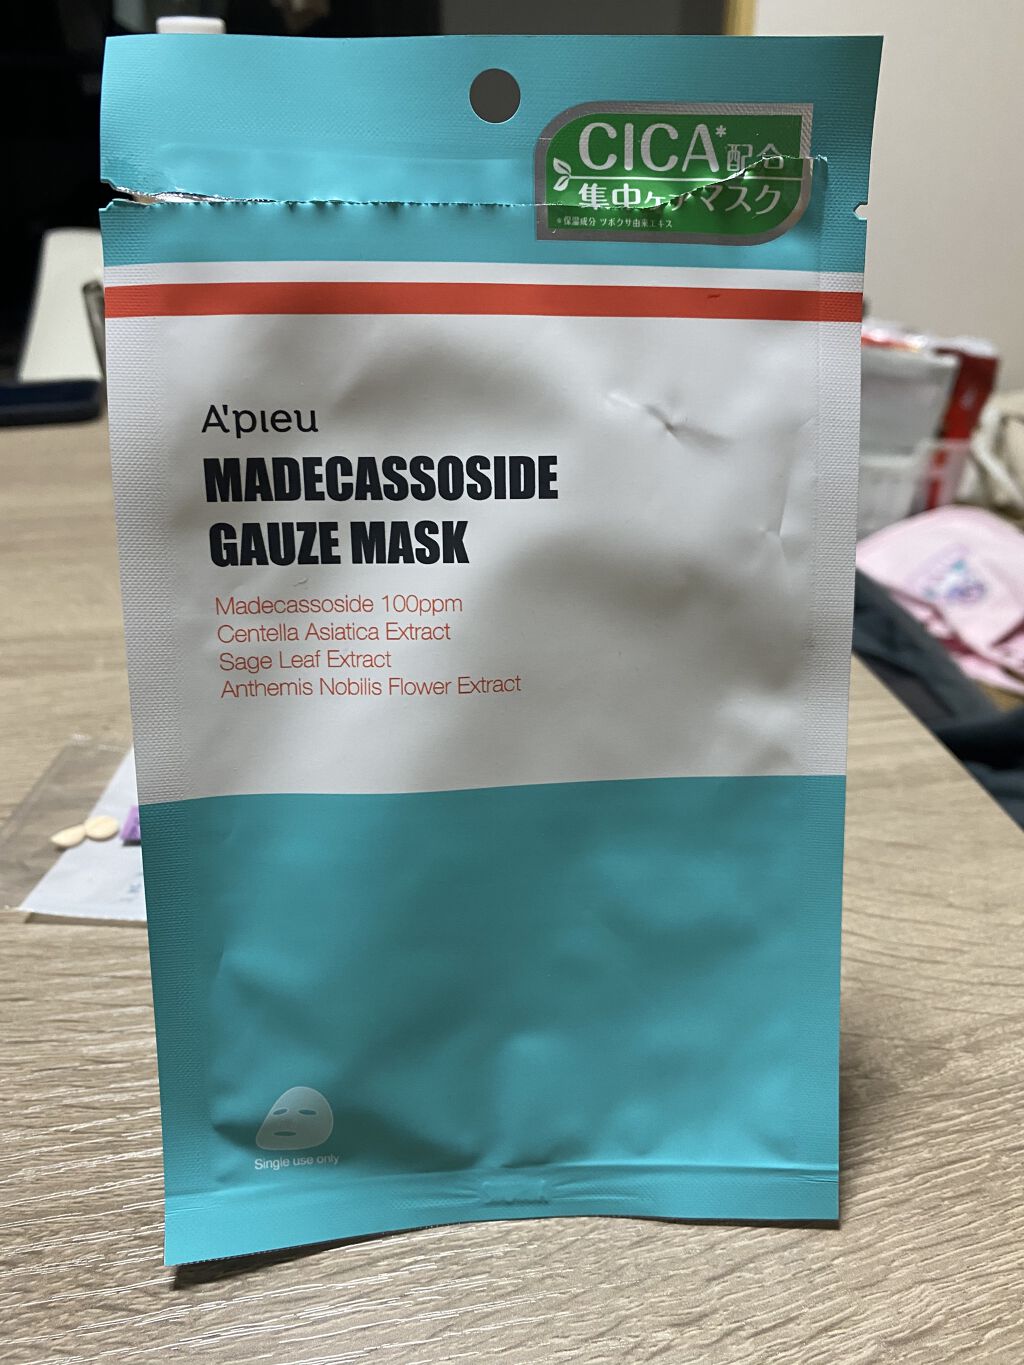 CICA*配合
集中ケアマスク
*保湿成分 ツボクサ由来エキス
A'pieu
MADECASSOSIDE
GAUZE MASK
Madecassoside 100ppm
Centella Asiatica Extract
Sage Leaf Extract
Anthemis Nobilis Flower Extract
Single use only